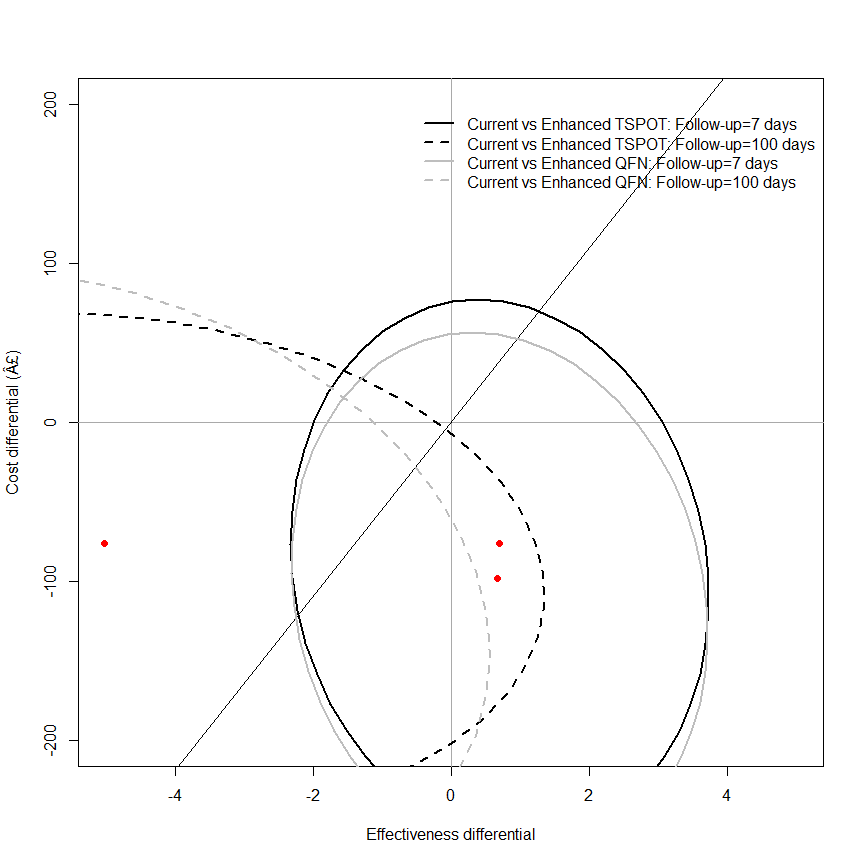 Current vs Enhanced TSPOT: Follow-up=7 days
Current vs Enhanced TSPOT: Follow-up=100 days
Current vs Enhanced QFN: Follow-up=7 days
Current vs Enhanced QFN: Follow-up=100 days
200
100
0
-100
-200
Cost differential (Â£)
-4
-2
0
2
4
Effectiveness differential